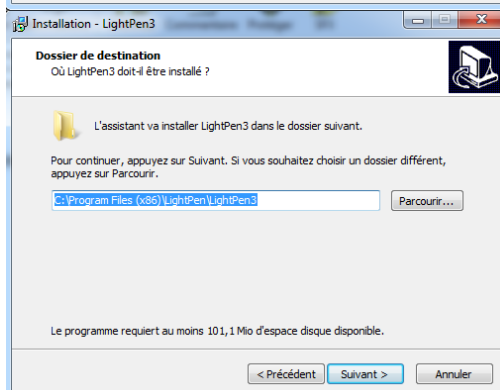 Installation - LightPen3
Dossier de destination
Où LightPen3 doit-il être installé ?
L'assistant va installer LightPen3 dans le dossier suivant.
Pour continuer, appuyez sur Suivant. Si vous souhaitez choisir un dossier différent,
appuyez sur Parcourir.
C:\Program Files (x86)\LightPen\LightPen3
Parcourir...
Le programme requiert au moins 101,1 Mio d'espace disque disponible.
< Précédent
Suivant >
Annuler